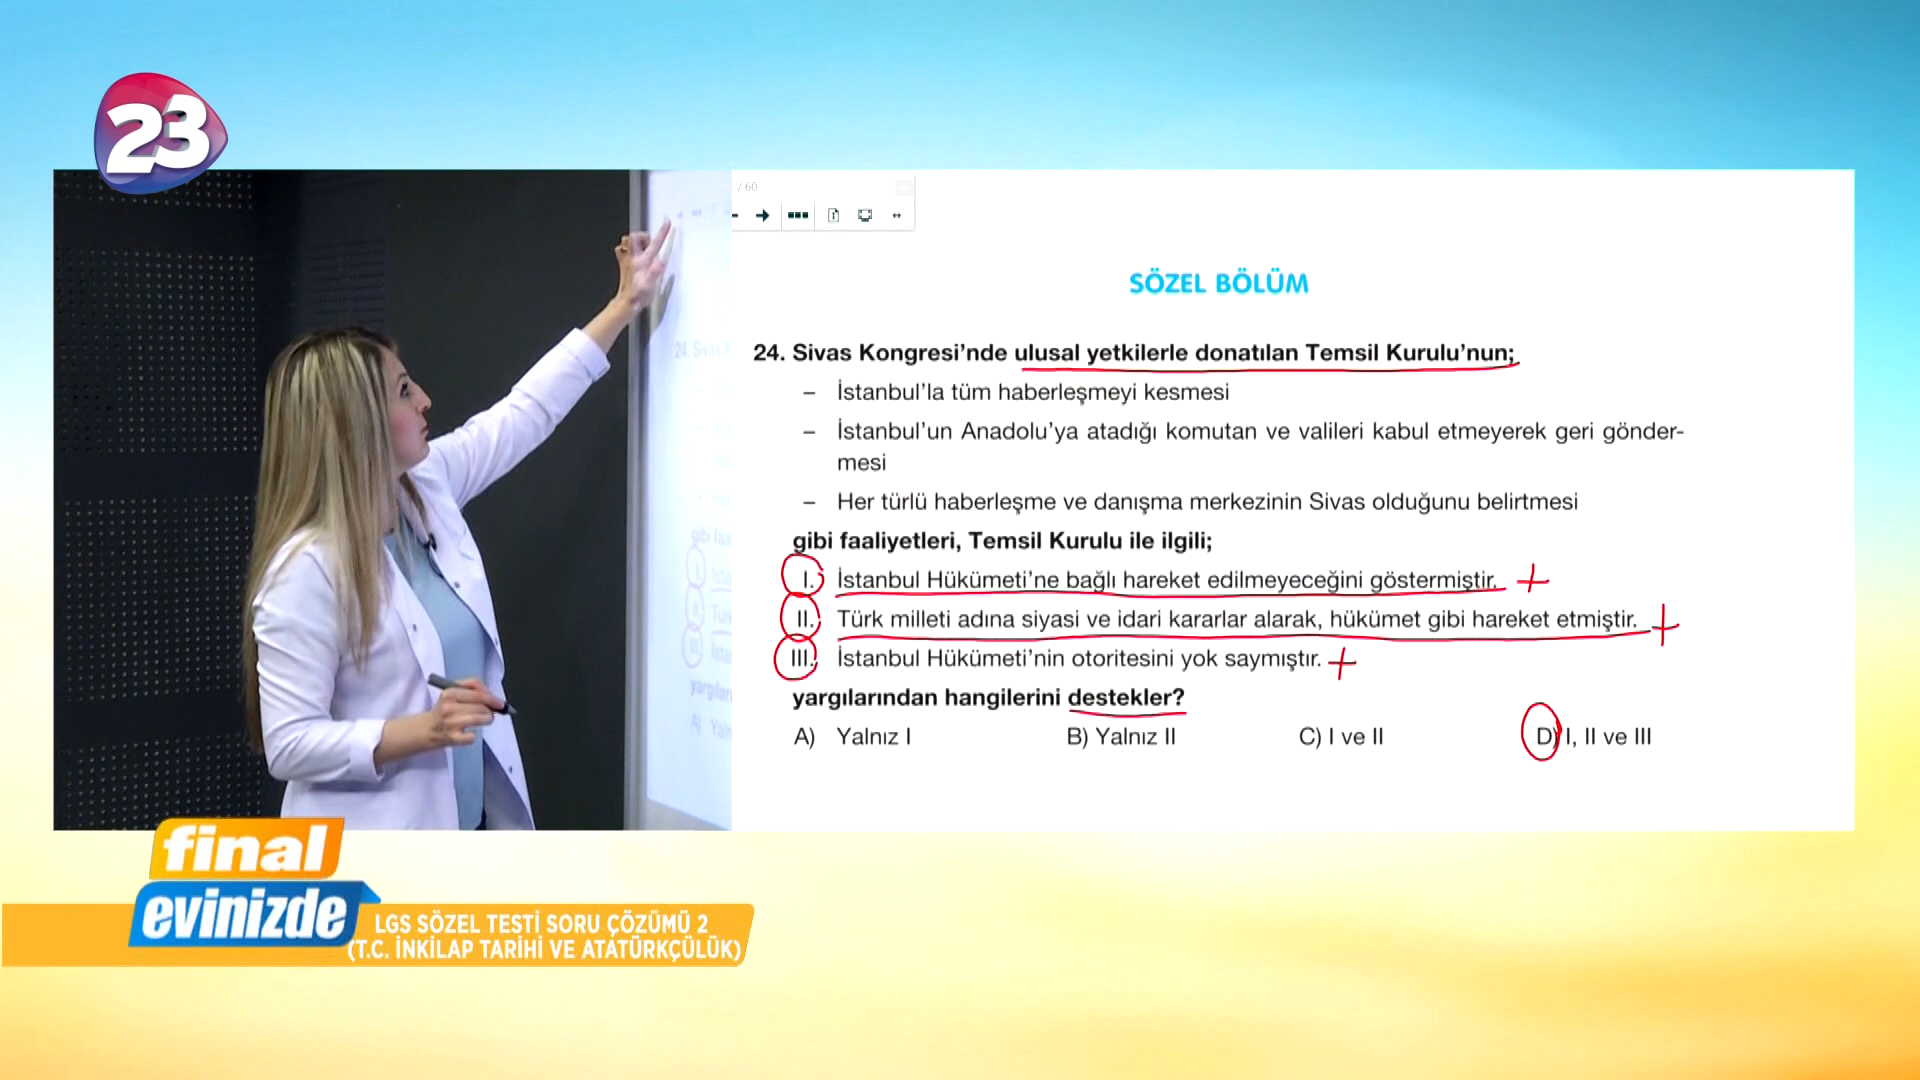 23
/ 60
SÖZEL BÖLÜM
24. Sivas Kongresi’nde ulusal yetkilerle donatılan Temsil Kurulu’nun;
– İstanbul’la tüm haberleşmeyi kesmesi
– İstanbul’un Anadolu’ya atadığı komutan ve valileri kabul etmeyerek geri gönder-
mesi
– Her türlü haberleşme ve danışma merkezinin Sivas olduğunu belirtmesi
gibi faaliyetleri, Temsil Kurulu ile ilgili;
I. İstanbul Hükümeti’ne bağlı hareket edilmeyeceğini göstermiştir. +
II. Türk milleti adına siyasi ve idari kararlar alarak, hükümet gibi hareket etmiştir. +
III. İstanbul Hükümeti’nin otoritesini yok saymıştır. +
yargılarından hangilerini destekler?
A) Yalnız I B) Yalnız II C) I ve II D) I, II ve III
final
evinizde
LGS SÖZEL TESTİ SORU ÇÖZÜMÜ 2
(T.C. İNKİLAP TARİHİ VE ATATÜRKÇÜLÜK)